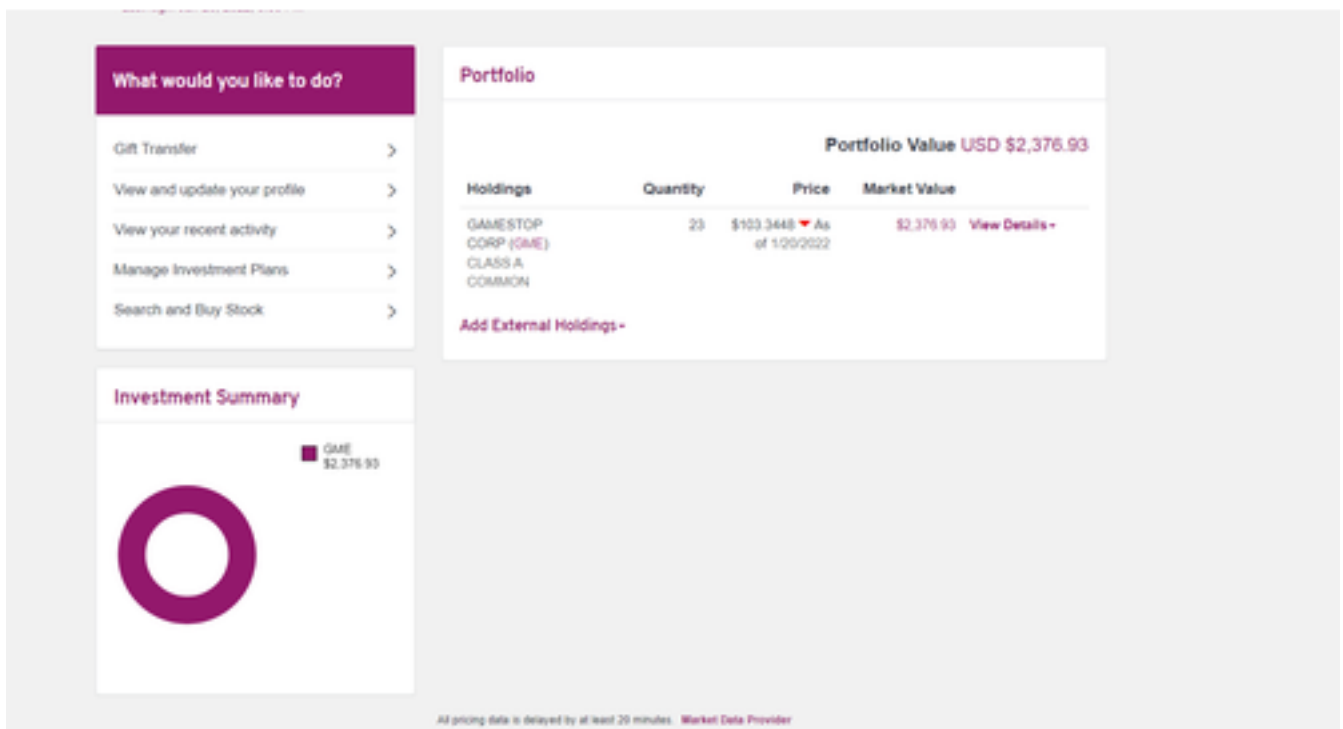 What would you like to do?
Gift Transfer
View and update your profile
View your recent activity
Manage Investment Plans
Search and Buy Stock
Portfolio
Portfolio Value USD $2,376.93
Holdings Quantity Price Market Value
GAMESTOP 23 $103.3448 As $2,376.93 View Details
CORP (GME) of 1/20/2022
CLASS A
COMMON
Add External Holdings
Investment Summary
GME
$2,376.93
All pricing data is delayed by at least 20 minutes. Market Data Provider